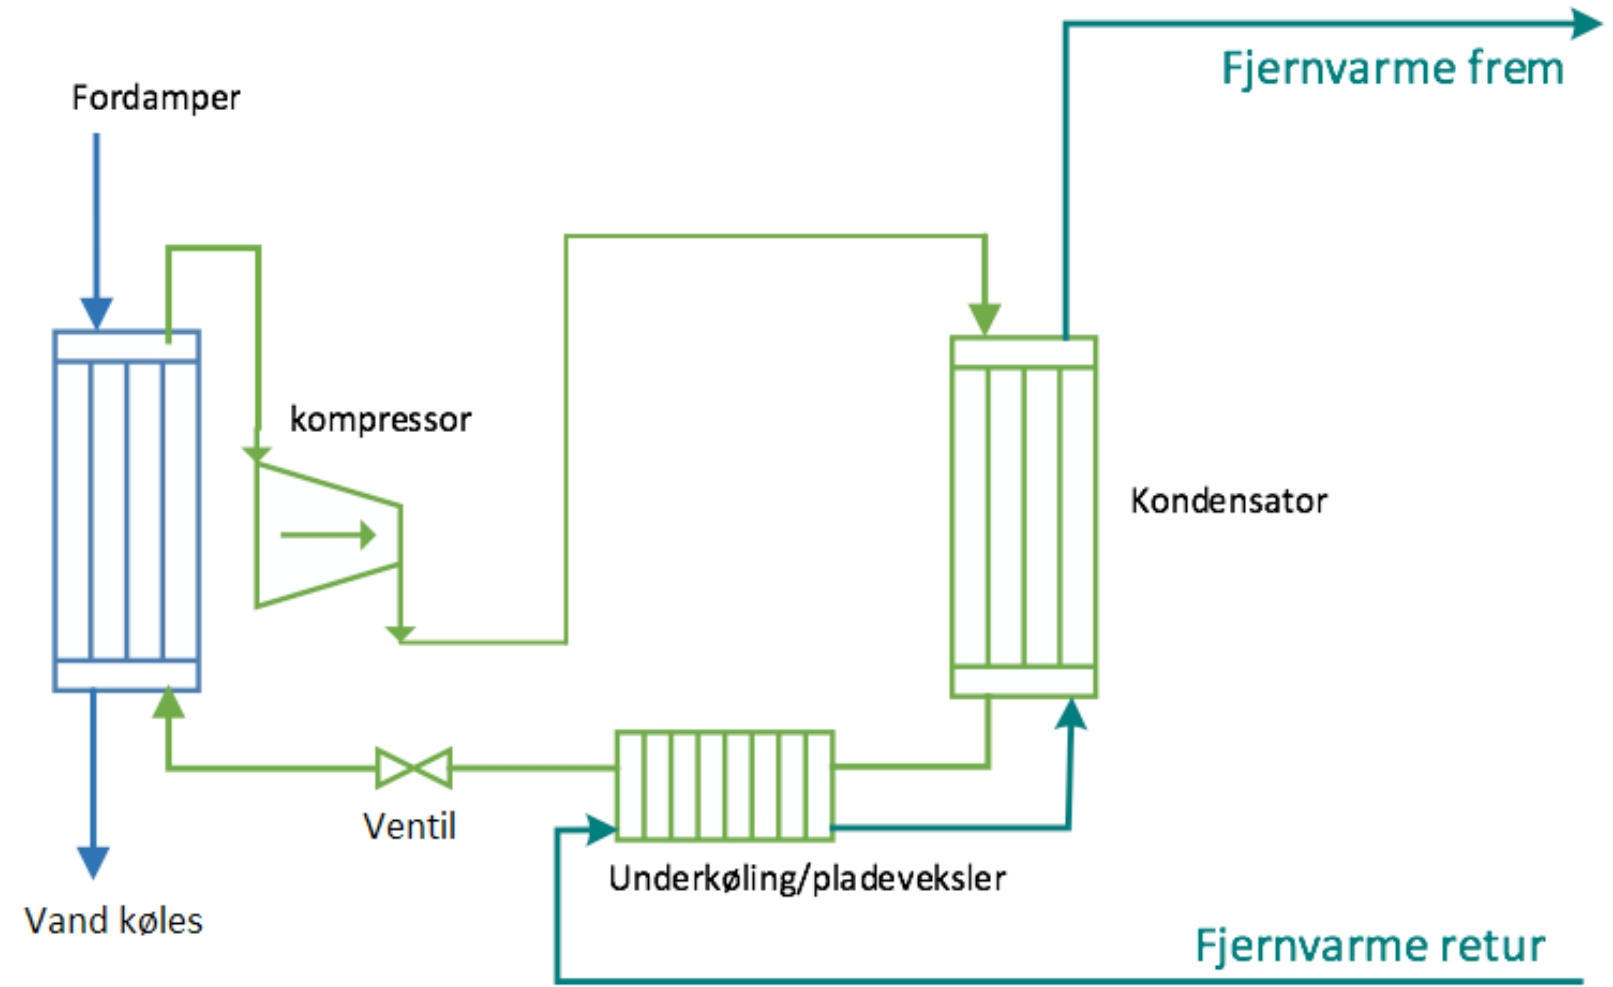 Fjernvarme frem
Fordamper
kompressor
Kondensator
Ventil
Underkøling/pladeveksler
Vand køles
Fjernvarme retur